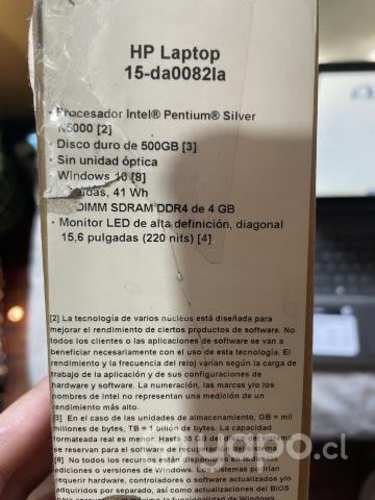 HP Laptop
15-da0082la
Procesador Intel® Pentium® Silver
N5000 [2]
· Disco duro de 500GB [3]
· Sin unidad óptica
Windows 10 [8]
41 Wh
DIMM SDRAM DDR4 de 4 GB
· Monitor LED de alta definición, diagonal
15,6 pulgadas (220 nits) [4]
[2] La tecnología de varios núcleos está diseñada para
mejorar el rendimiento de ciertos productos de software. No
todos los clientes o las aplicaciones de software se van a
beneficiar necesariamente con el uso de esta tecnología. El
rendimiento y la frecuencia del reloj varían según la carga de
trabajo de la aplicación y de sus configuraciones de
hardware y software. La numeración, las marcas y/o los
nombres de Intel no representan una medición de un
rendimiento más alto.
[3] En el caso de las unidades de almacenamiento, GB = mil
millones de bytes, TB = 1 billón de bytes. La capacidad
formateada real es menor. Hasta 35
se reservan para el software de
[8] No todos los recursos están disponibles
ediciones o versiones de Windows.
requerir hardware, controladores o software actualizados y/o
adquiridos por separado, así como actualizaciones del BIOS
para
yapo.cl